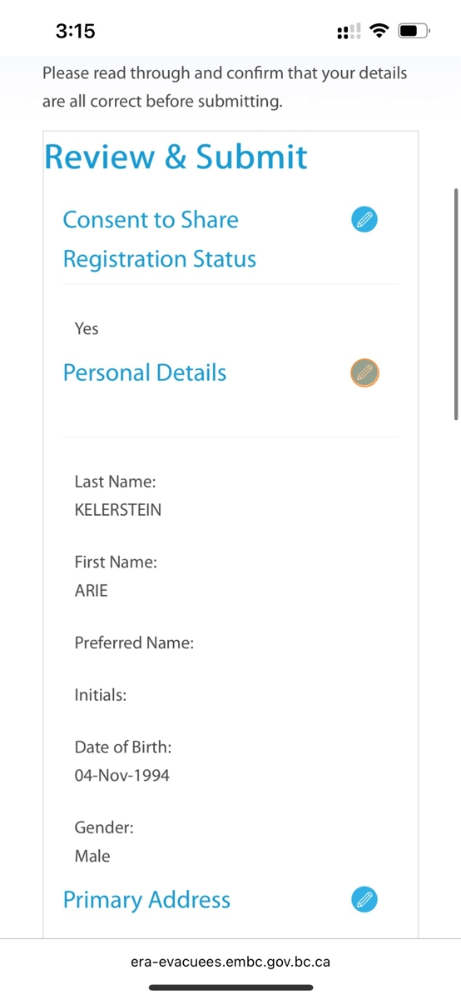 3:15
Please read through and confirm that your details
are all correct before submitting.
Review & Submit
Consent to Share
Registration Status
Yes
Personal Details
Last Name:
KELERSTEIN
First Name:
ARIE
Preferred Name:
Initials:
Date of Birth:
04-Nov-1994
Gender:
Male
Primary Address
era-evacuees.embc.gov.bc.ca